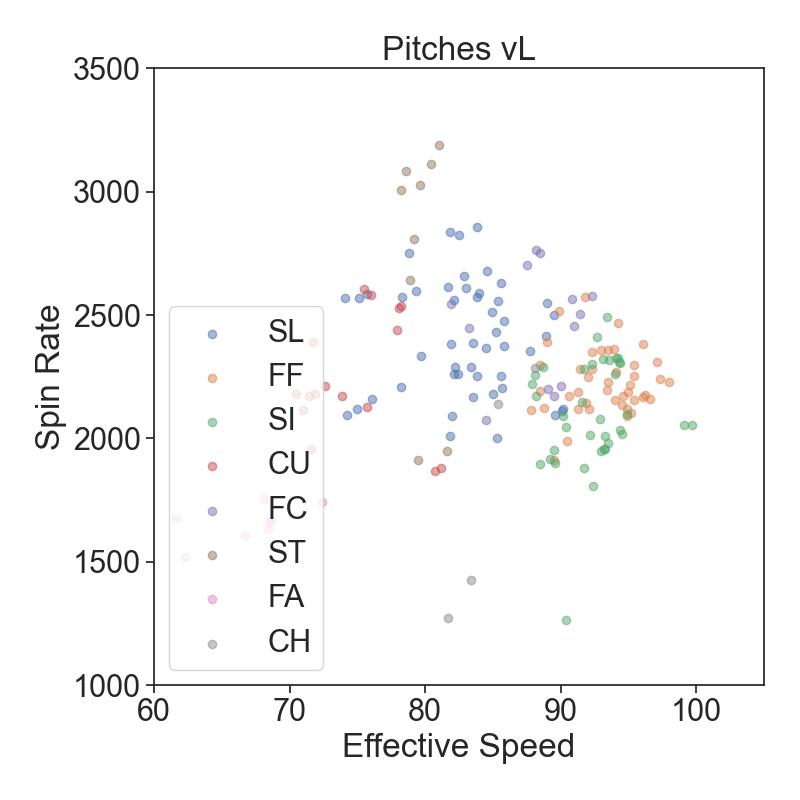 Pitches vL
3500
3000
2500
2000
1500
1000
Spin Rate
SL
FF
SI
CU
FC
ST
FA
CH
60
70
80
90
100
Effective Speed